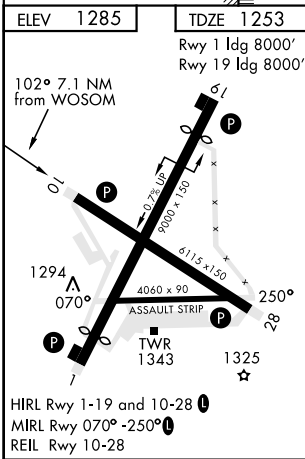 ELEV 1285
TDZE 1253
Rwy 1 ldg 8000'
Rwy 19 ldg 8000'
102° 7.1 NM
from WOSOM
19
P
10
P
0.7% UP
9000 x 150
6115 x150
1294
070°
4060 x 90
ASSAULT STRIP
250°
28
P
P
TWR
1343
1325
1
HIRL Rwy 1-19 and 10-28 L
MIRL Rwy 070° -250° L
REIL Rwy 10-28